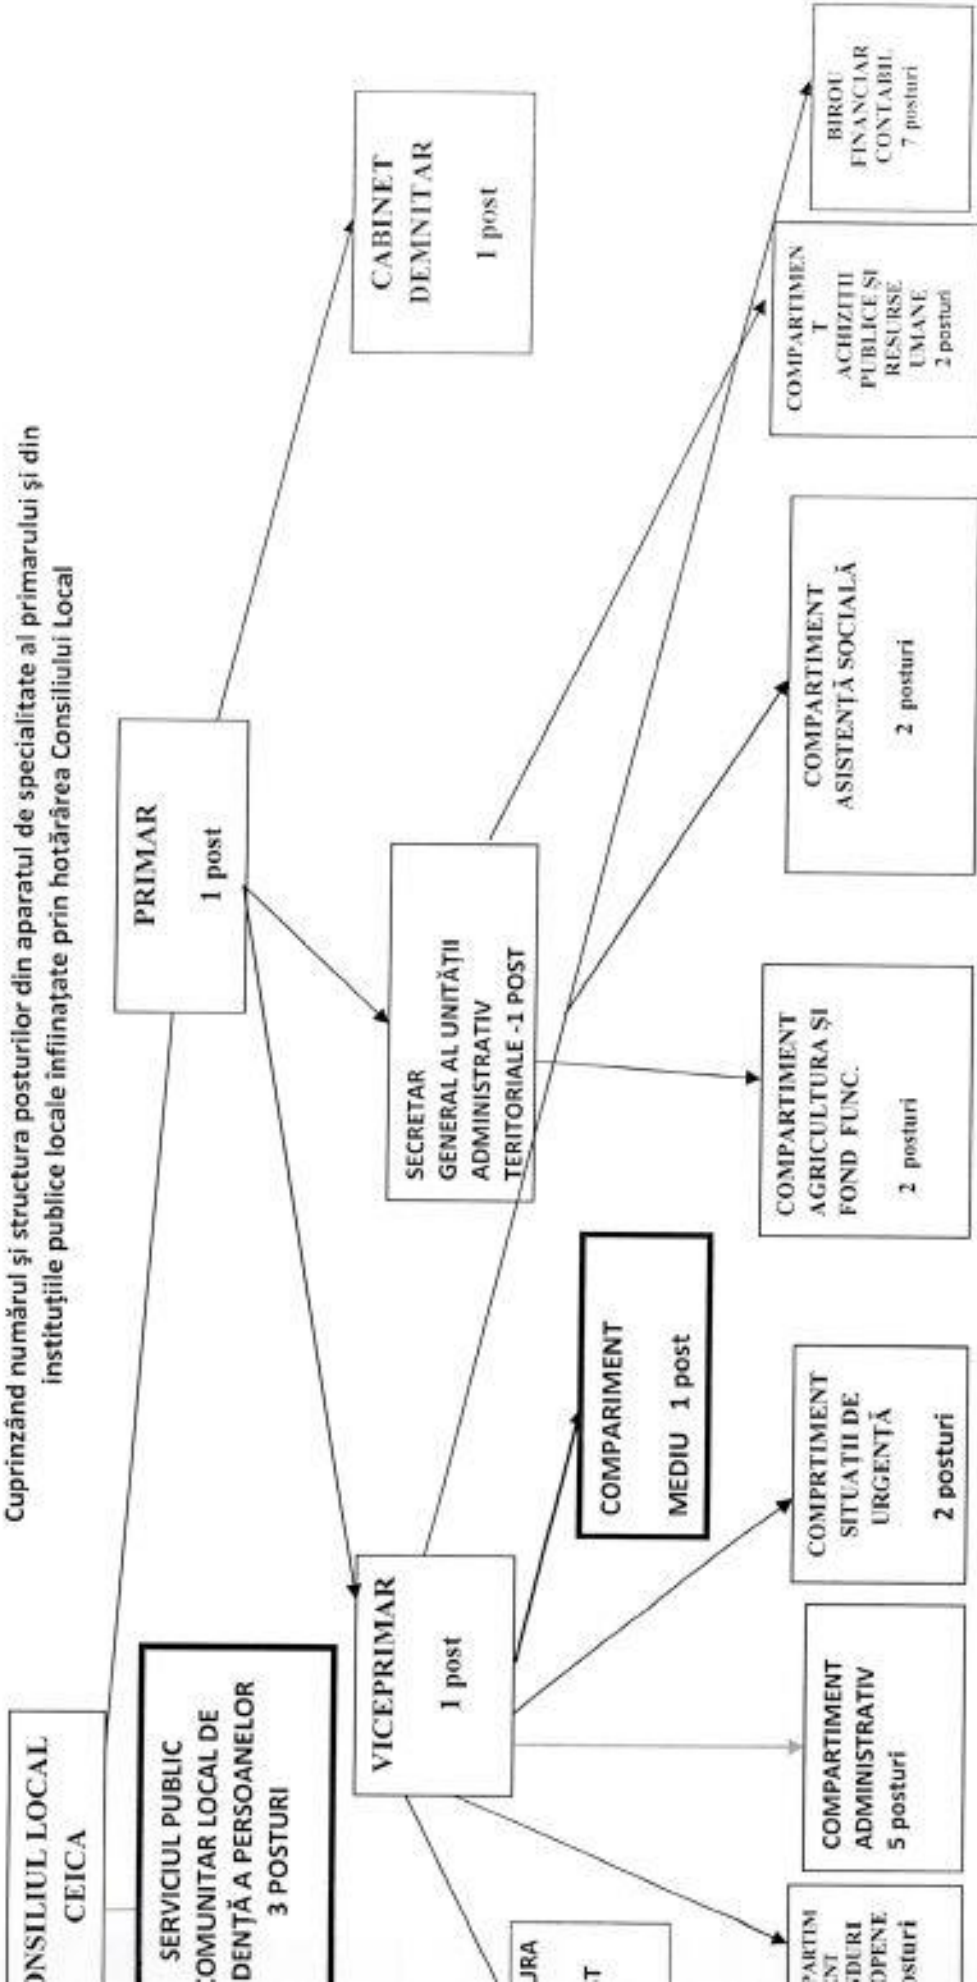 Cuprinzând numărul și structura posturilor din aparatul de specialitate al primarului și din
instituțiile publice locale infiinațate prin hotărârea Consiliului Local
LOCAL
CEICA
PRIMAR
1 post
SERVICIUL PUBLIC
LOCAL DE
A PERSOANELOR
3 POSTURI
CABINET
DEMNITAR
1 post
VICEPRIMAR
1 post
SECRETAR
GENERAL AL UNITĂȚII
ADMINISTRATIV
TERITORIALE -1 POST
COMPARIMENT
MEDIU 1 post
COMPARTIMENT
ADMINISTRATIV
5 posturi
COMPRTIMENT
SITUAȚII DE
URGENȚĂ
2 posturi
COMPARTIMENT
AGRICULTURA ȘI
FOND FUNC.
2 posturi
COMPARTIMENT
ASISTENȚĂ SOCIALĂ
2 posturi
COMPARTIMEN
T
ACHIZIȚII
PUBLICE ȘI
RESURSE
UMANE
2 posturi
BIROU
FINANCIAR
CONTABIL
7 posturi